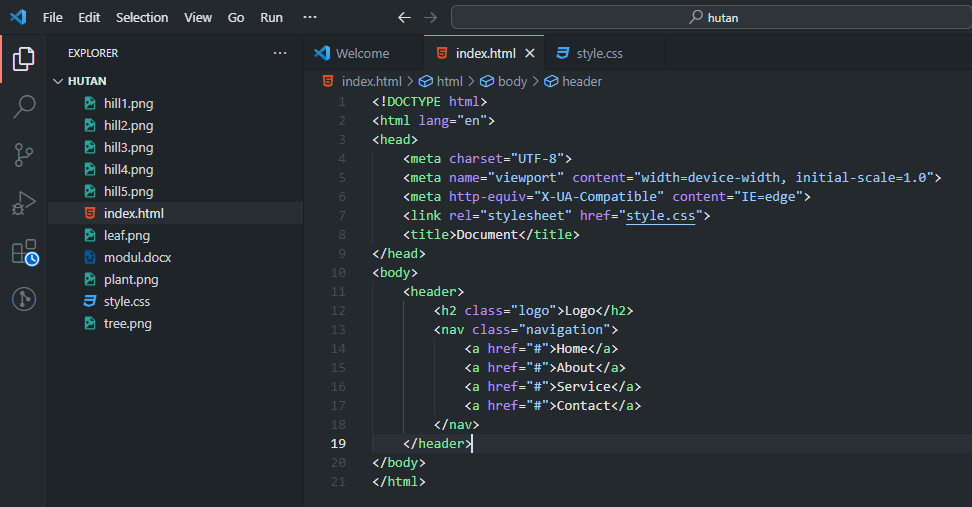 File Edit Selection View Go Run ··· hutan
EXPLORER ···
HUTAN
hill1.png
hill2.png
hill3.png
hill4.png
hill5.png
index.html
leaf.png
modul.docx
plant.png
style.css
tree.png
Welcome index.html style.css
index.html > html > body > header
1 <!DOCTYPE html>
2 <html lang="en">
3 <head>
4 <meta charset="UTF-8">
5 <meta name="viewport" content="width=device-width, initial-scale=1.0">
6 <meta http-equiv="X-UA-Compatible" content="IE=edge">
7 <link rel="stylesheet" href="style.css">
8 <title>Document</title>
9 </head>
10 <body>
11 <header>
12 <h2 class="logo">Logo</h2>
13 <nav class="navigation">
14 <a href="#">Home</a>
15 <a href="#">About</a>
16 <a href="#">Service</a>
17 <a href="#">Contact</a>
18 </nav>
19 </header>
20 </body>
21 </html>